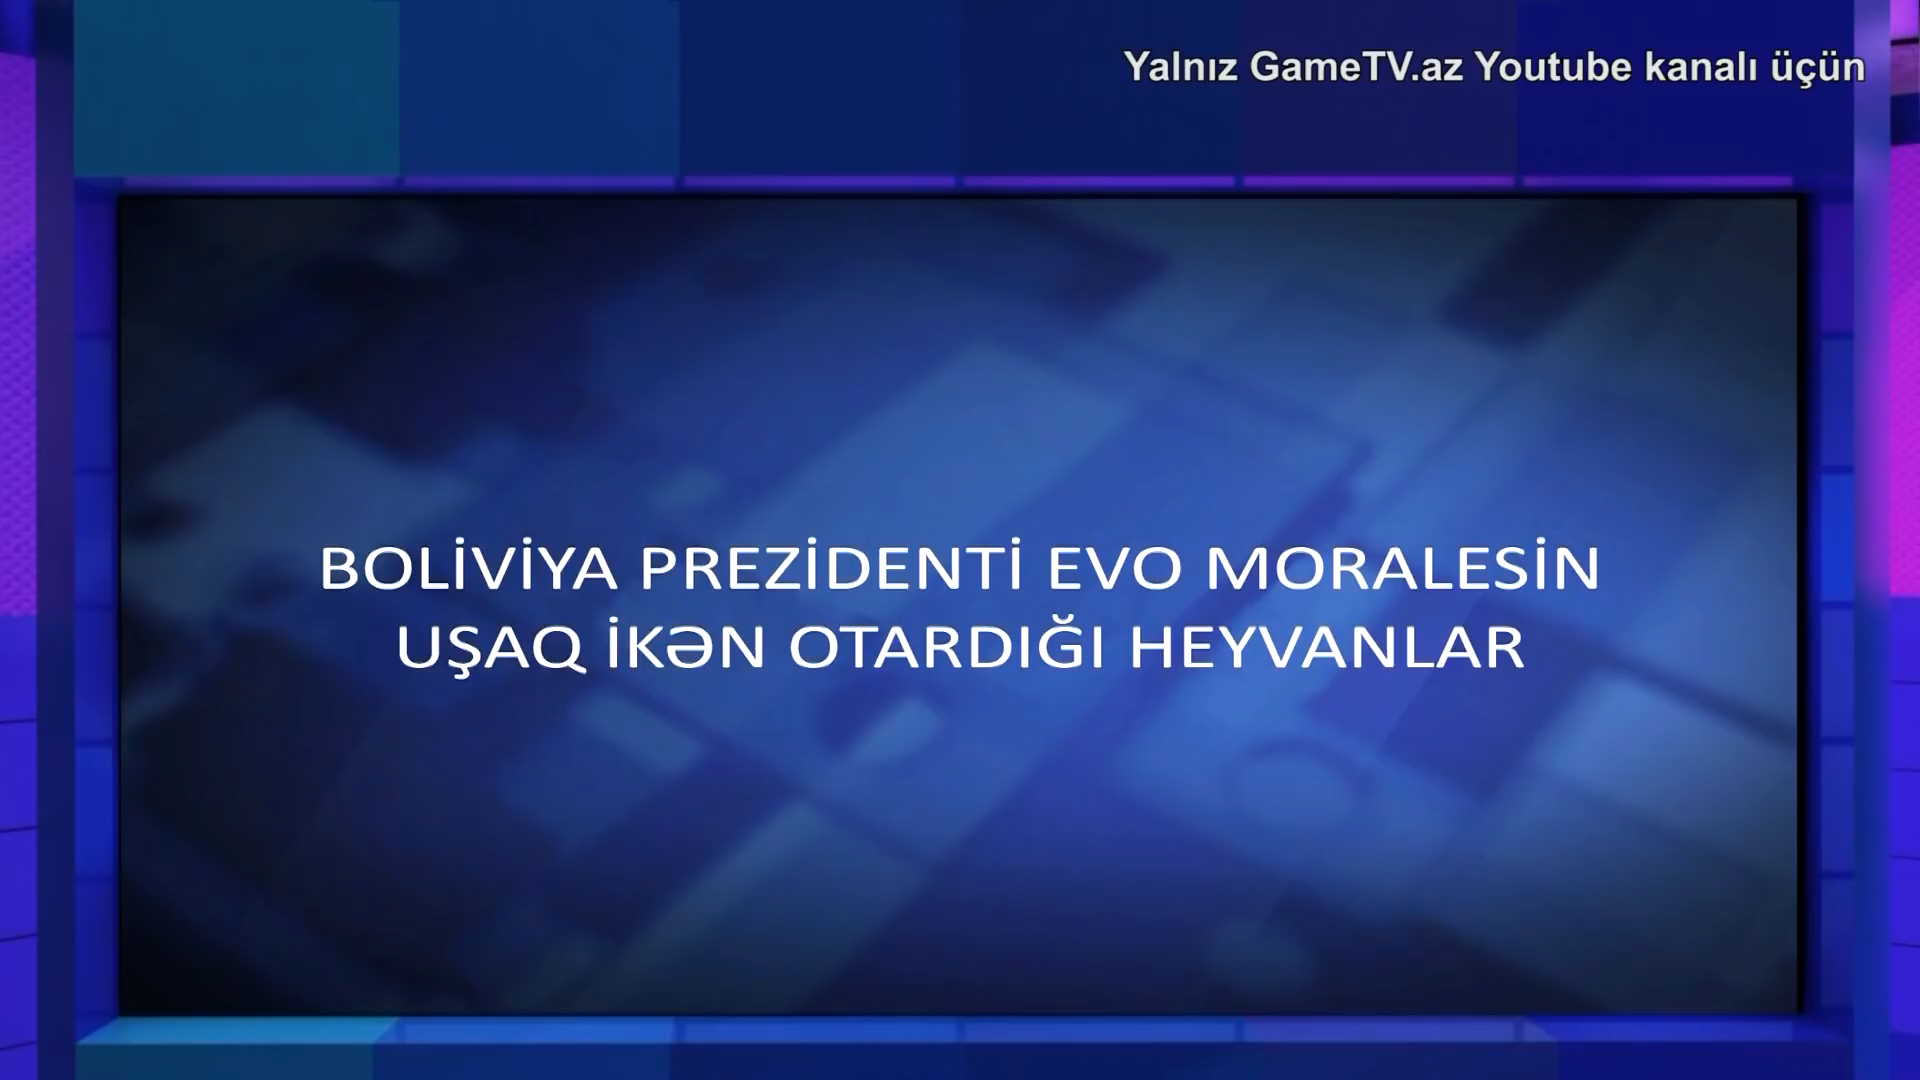 Yalnız GameTV.az Youtube kanalı üçün
BOLİVİYA PREZİDENTİ EVO MORALESİN
UŞAQ İKƏN OTARDIĞI HEYVANLAR